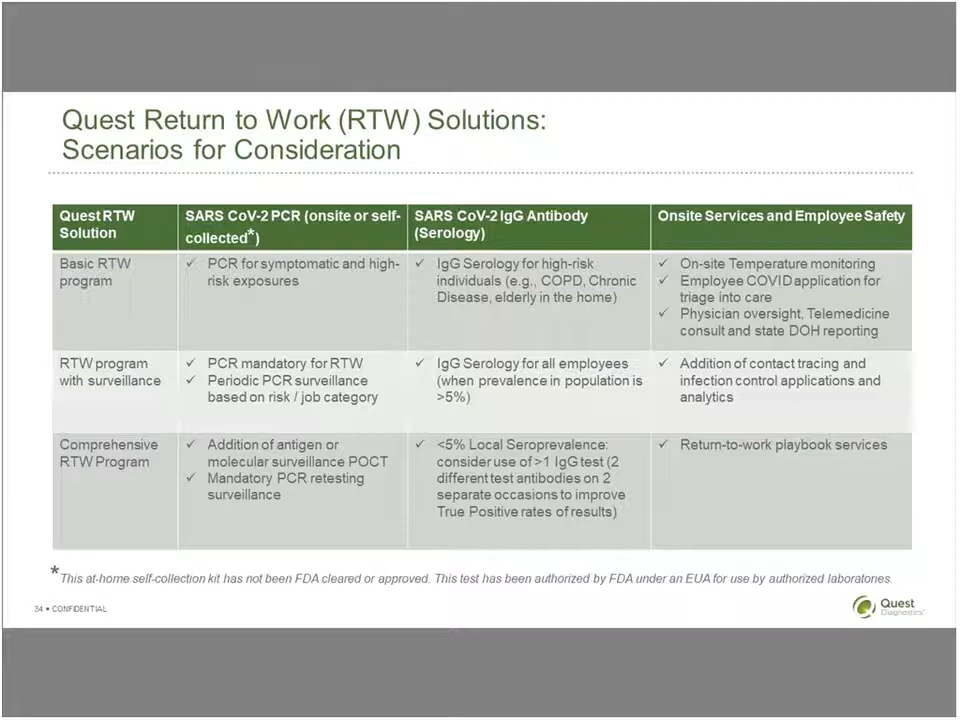 Quest Return to Work (RTW) Solutions:
Scenarios for Consideration
Quest RTW
Solution
SARS CoV-2 PCR (onsite or self-
collected*)
SARS CoV-2 IgG Antibody
(Serology)
Onsite Services and Employee Safety
Basic RTW
program
✓ PCR for symptomatic and high-
risk exposures
✓ IgG Serology for high-risk
individuals (e.g., COPD, Chronic
Disease, elderly in the home)
✓ On-site Temperature monitoring
✓ Employee COVID application for
triage into care
✓ Physician oversight, Telemedicine
consult and state DOH reporting
RTW program
with surveillance
✓ PCR mandatory for RTW
✓ Periodic PCR surveillance
based on risk / job category
✓ IgG Serology for all employees
(when prevalence in population is
>5%)
✓ Addition of contact tracing and
infection control applications and
analytics
Comprehensive
RTW Program
✓ Addition of antigen or
molecular surveillance POCT
✓ Mandatory PCR retesting
surveillance
✓ <5% Local Seroprevalence:
consider use of >1 IgG test (2
different test antibodies on 2
separate occasions to improve
True Positive rates of results)
✓ Return-to-work playbook services
*This at-home self-collection kit has not been FDA cleared or approved. This test has been authorized by FDA under an EUA for use by authorized laboratories.
34 • CONFIDENTIAL
Quest
Diagnostics®